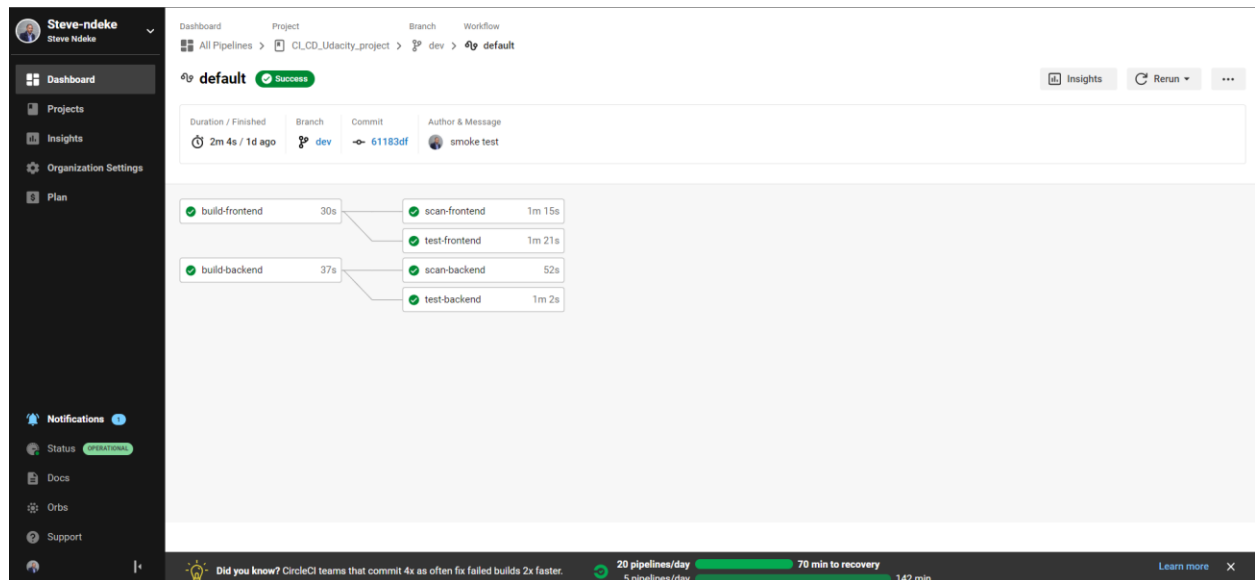 Steve-ndeke
Steve Ndeke
Dashboard
Projects
Insights
Organization Settings
Plan
Notifications 1
Status OPERATIONAL
Docs
Orbs
Support
Dashboard Project Branch Workflow
All Pipelines > CI_CD_Udacity_project > dev > default
default Success
Insights Rerun ...
Duration / Finished Branch Commit Author & Message
2m 4s / 1d ago dev 61183df smoke test
build-frontend 30s scan-frontend 1m 15s
test-frontend 1m 21s
build-backend 37s scan-backend 52s
test-backend 1m 2s
Did you know? CircleCI teams that commit 4x as often fix failed builds 2x faster.
20 pipelines/day 70 min to recovery
5 pipelines/day 142 min
Learn more X